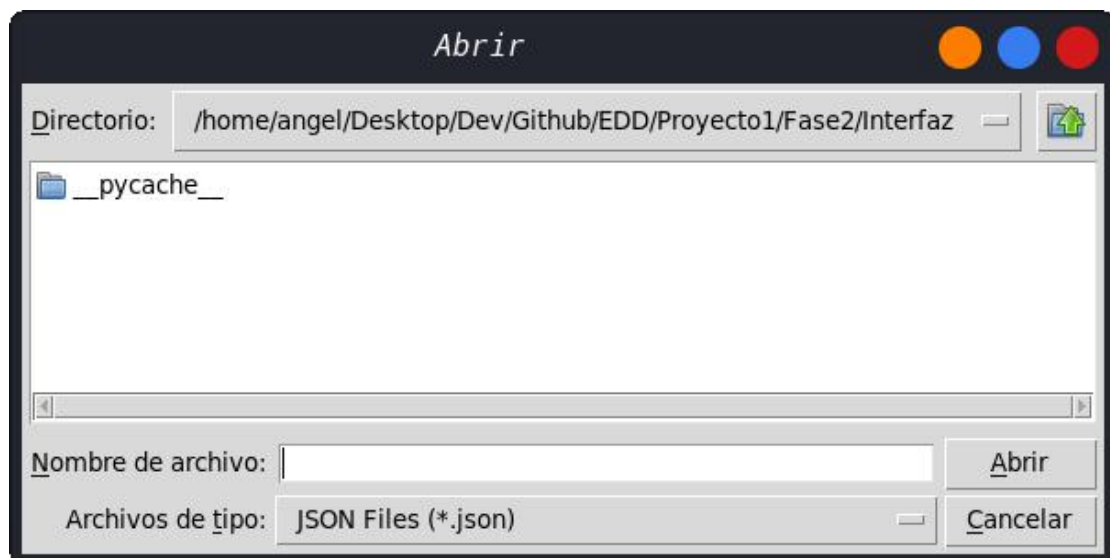 Abrir
Directorio: /home/angel/Desktop/Dev/Github/EDD/Proyecto1/Fase2/Interfaz
__pycache__
Nombre de archivo: Abrir
Archivos de tipo: JSON Files (*.json) Cancelar